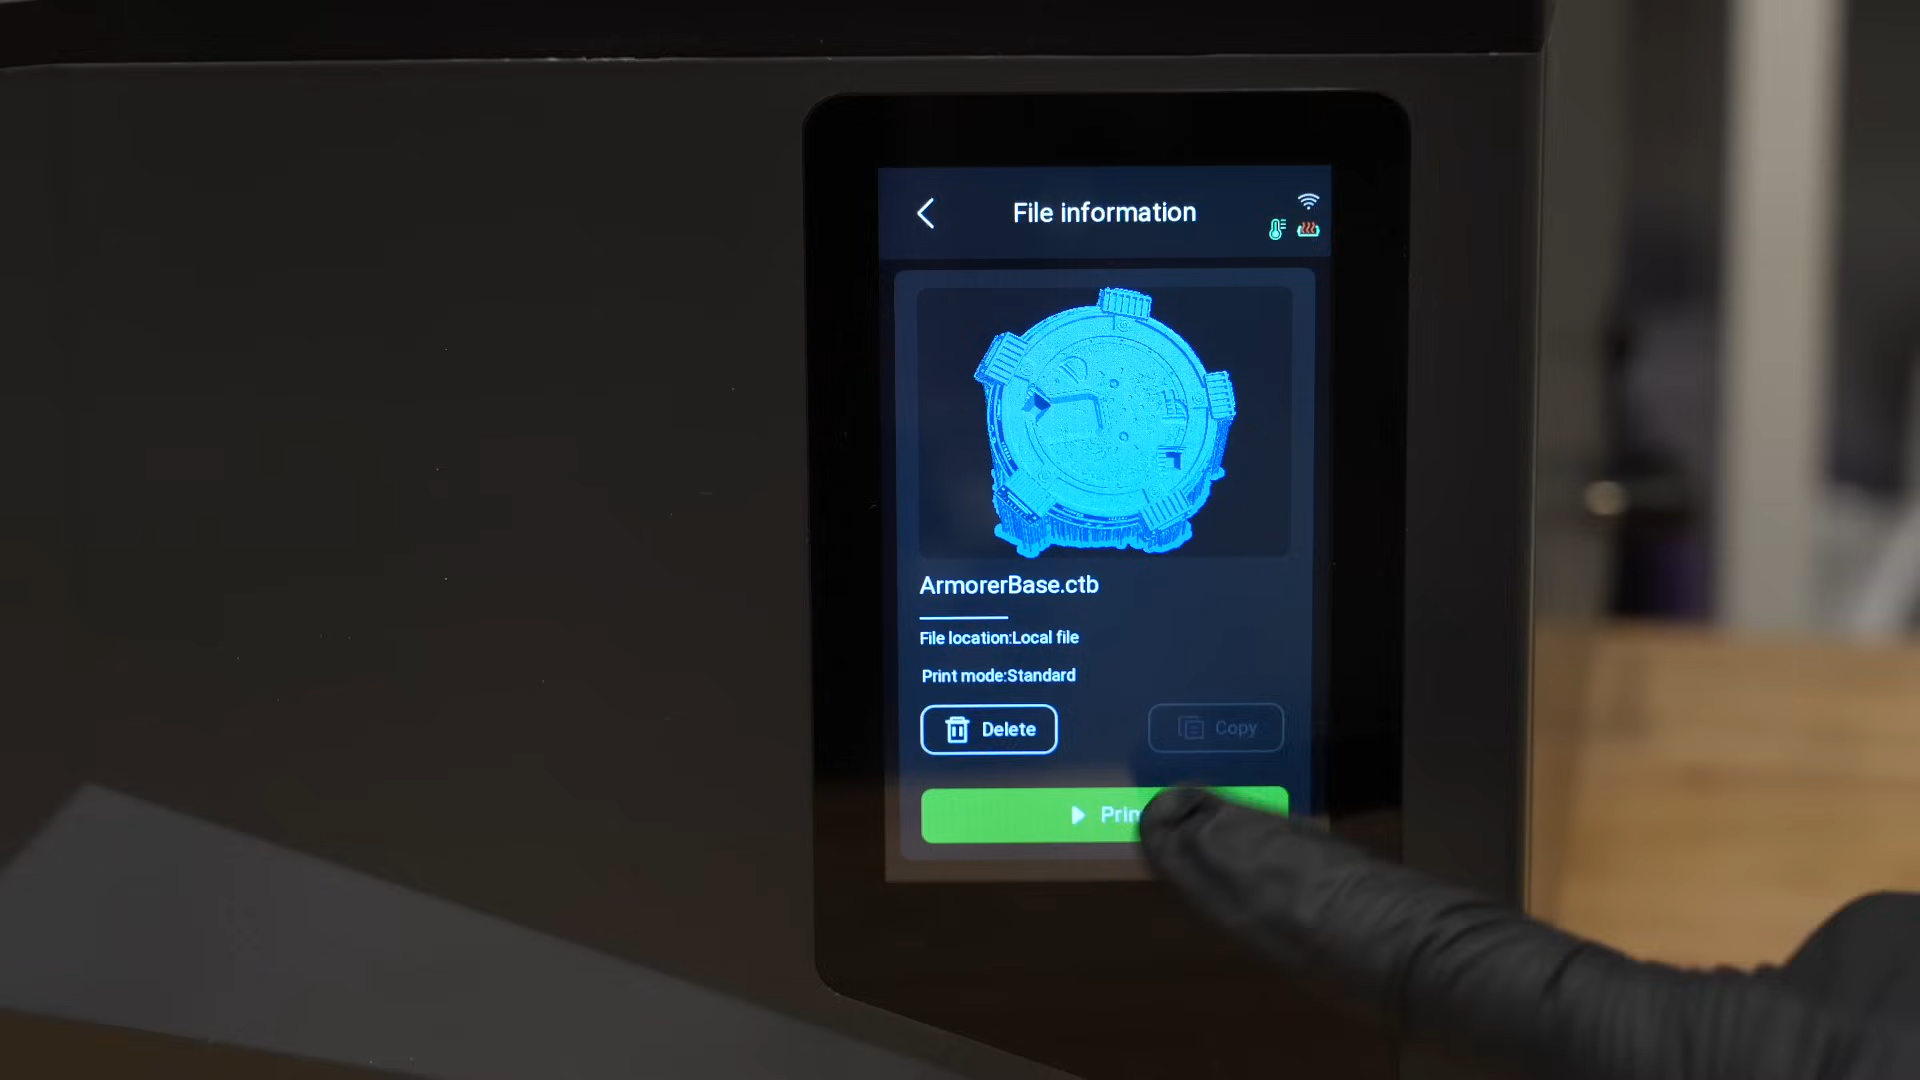 File information
ArmorerBase.ctb
File location:Local file
Print mode:Standard
Delete
Copy
Prin